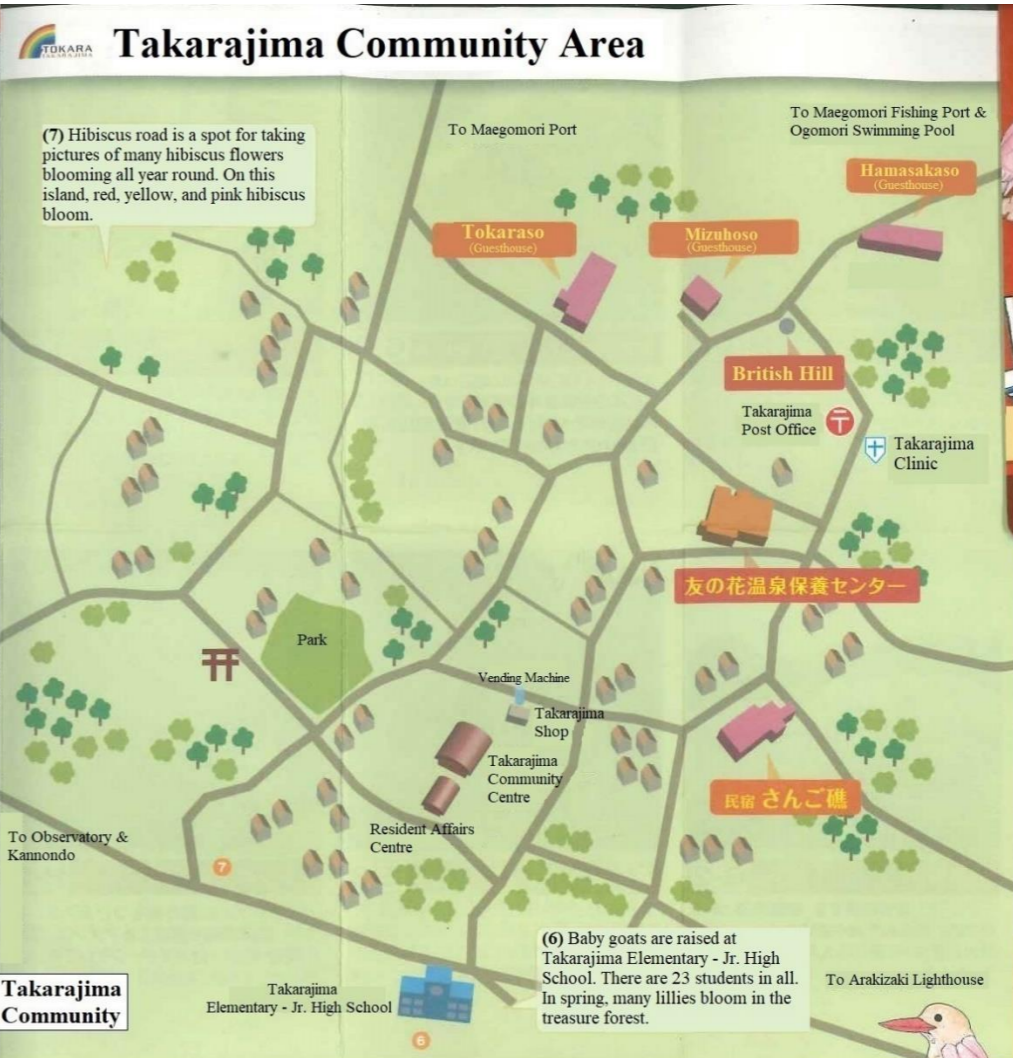 TOKARA
TAKARAJIMA
Takarajima Community Area
(7) Hibiscus road is a spot for taking
pictures of many hibiscus flowers
blooming all year round. On this
island, red, yellow, and pink hibiscus
bloom.
To Maegomori Port
To Maegomori Fishing Port &
Ogomori Swimming Pool
Hamasakaso
(Guesthouse)
Tokaraso
(Guesthouse)
Mizuhoso
(Guesthouse)
British Hill
Takarajima
Post Office
Takarajima
Clinic
友の花温泉保養センター
Park
Vending Machine
Takarajima
Shop
Takarajima
Community
Centre
民宿 さんご礁
Resident Affairs
Centre
To Observatory &
Kannondo
7
(6) Baby goats are raised at
Takarajima Elementary - Jr. High
School. There are 23 students in all.
In spring, many lillies bloom in the
treasure forest.
Takarajima
Elementary - Jr. High School
6
To Arakizaki Lighthouse
Takarajima
Community